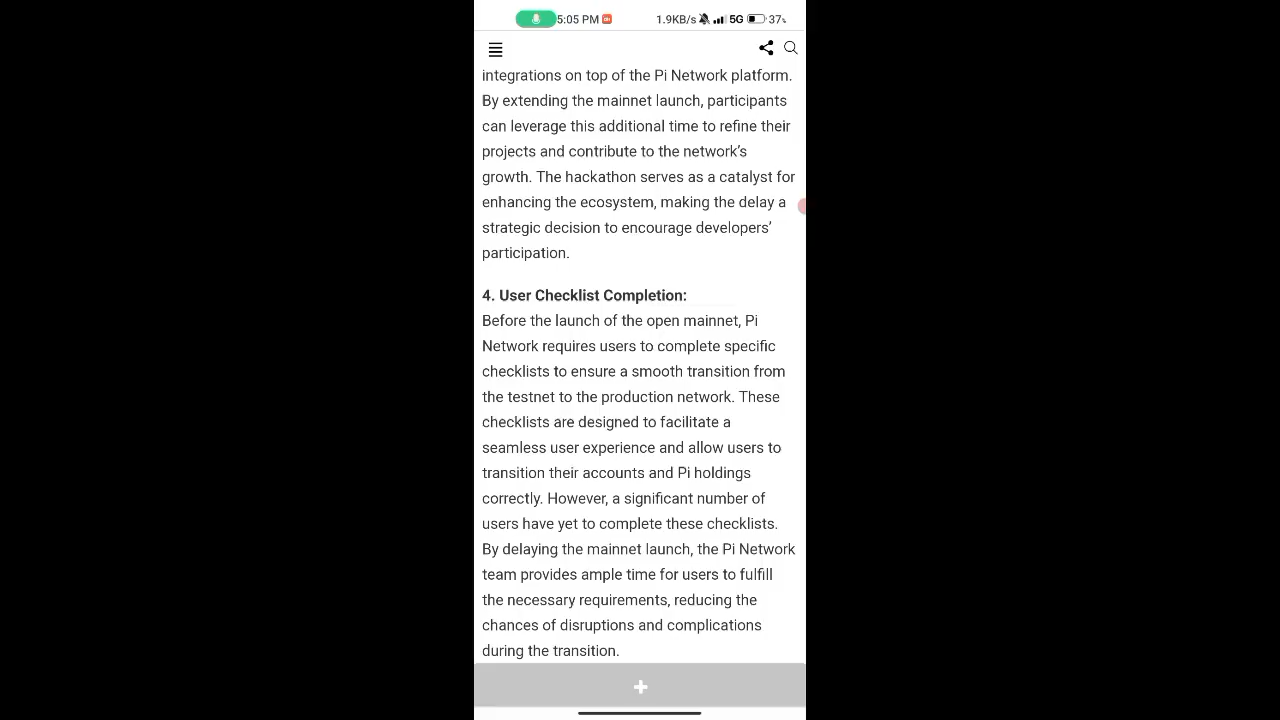 5:05 PM
1.9KB/s 5G 37%
integrations on top of the Pi Network platform.
By extending the mainnet launch, participants
can leverage this additional time to refine their
projects and contribute to the network’s
growth. The hackathon serves as a catalyst for
enhancing the ecosystem, making the delay a
strategic decision to encourage developers’
participation.
4. User Checklist Completion:
Before the launch of the open mainnet, Pi
Network requires users to complete specific
checklists to ensure a smooth transition from
the testnet to the production network. These
checklists are designed to facilitate a
seamless user experience and allow users to
transition their accounts and Pi holdings
correctly. However, a significant number of
users have yet to complete these checklists.
By delaying the mainnet launch, the Pi Network
team provides ample time for users to fulfill
the necessary requirements, reducing the
chances of disruptions and complications
during the transition.